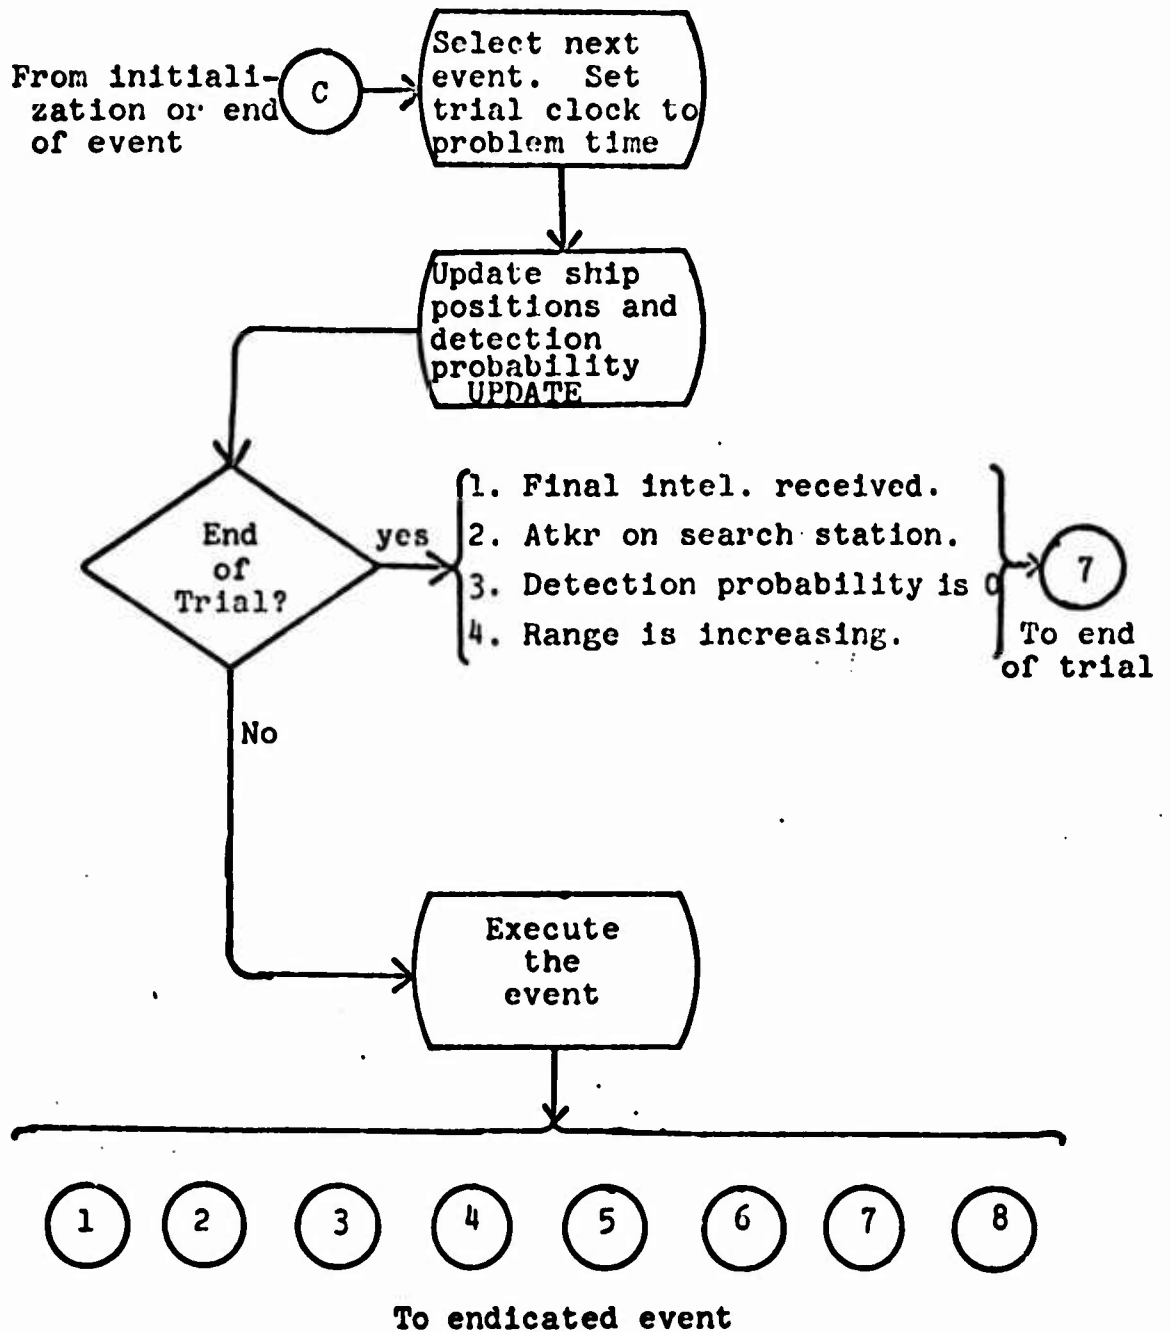 From initiali-
zation or end
of event
C
Select next
event. Set
trial clock to
problem time
Update ship
positions and
detection
probability
UPDATE
End
of
Trial?
yes
1. Final intel. received.
2. Atkr on search station.
3. Detection probability is 0
4. Range is increasing.
7
To end
of trial
No
Execute
the
event
1 2 3 4 5 6 7 8
To endicated event